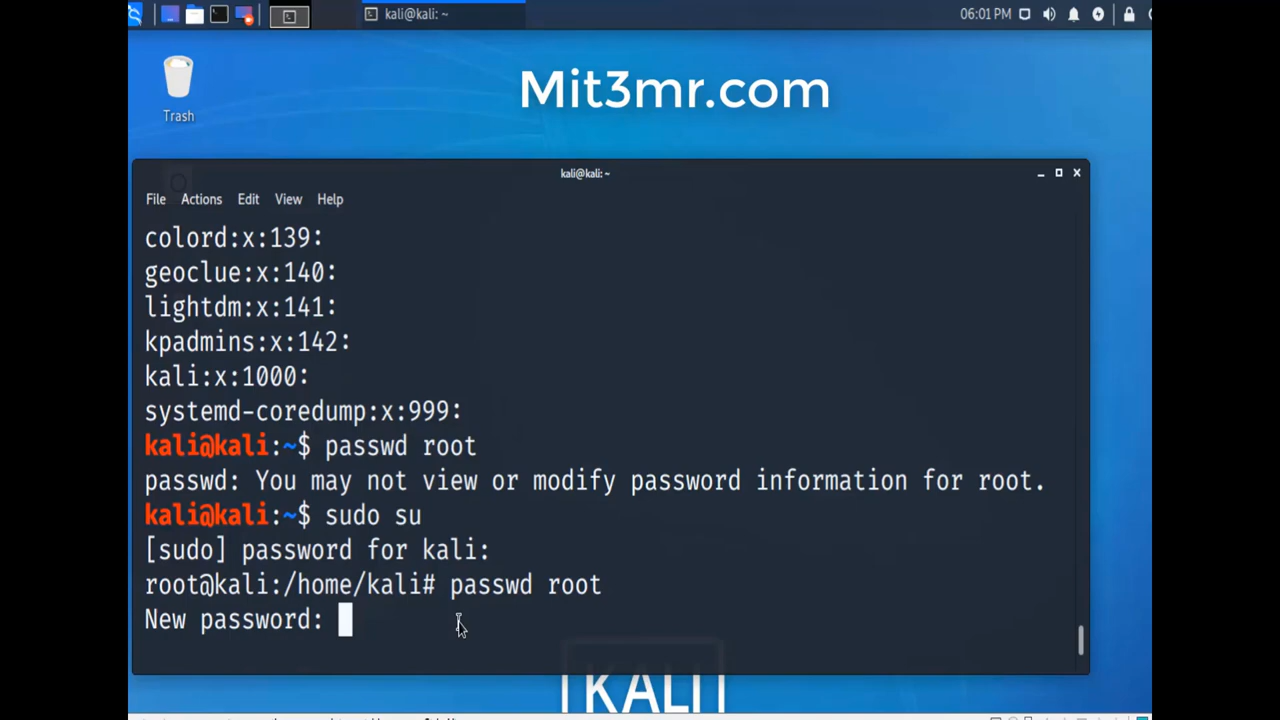 kali@kali: ~
06:01 PM
Mit3mr.com
Trash
kali@kali: ~
File Actions Edit View Help
colord:x:139:
geoclue:x:140:
lightdm:x:141:
kpadmins:x:142:
kali:x:1000:
systemd-coredump:x:999:
kali@kali:~$ passwd root
passwd: You may not view or modify password information for root.
kali@kali:~$ sudo su
[sudo] password for kali:
root@kali:/home/kali# passwd root
New password:
KALI